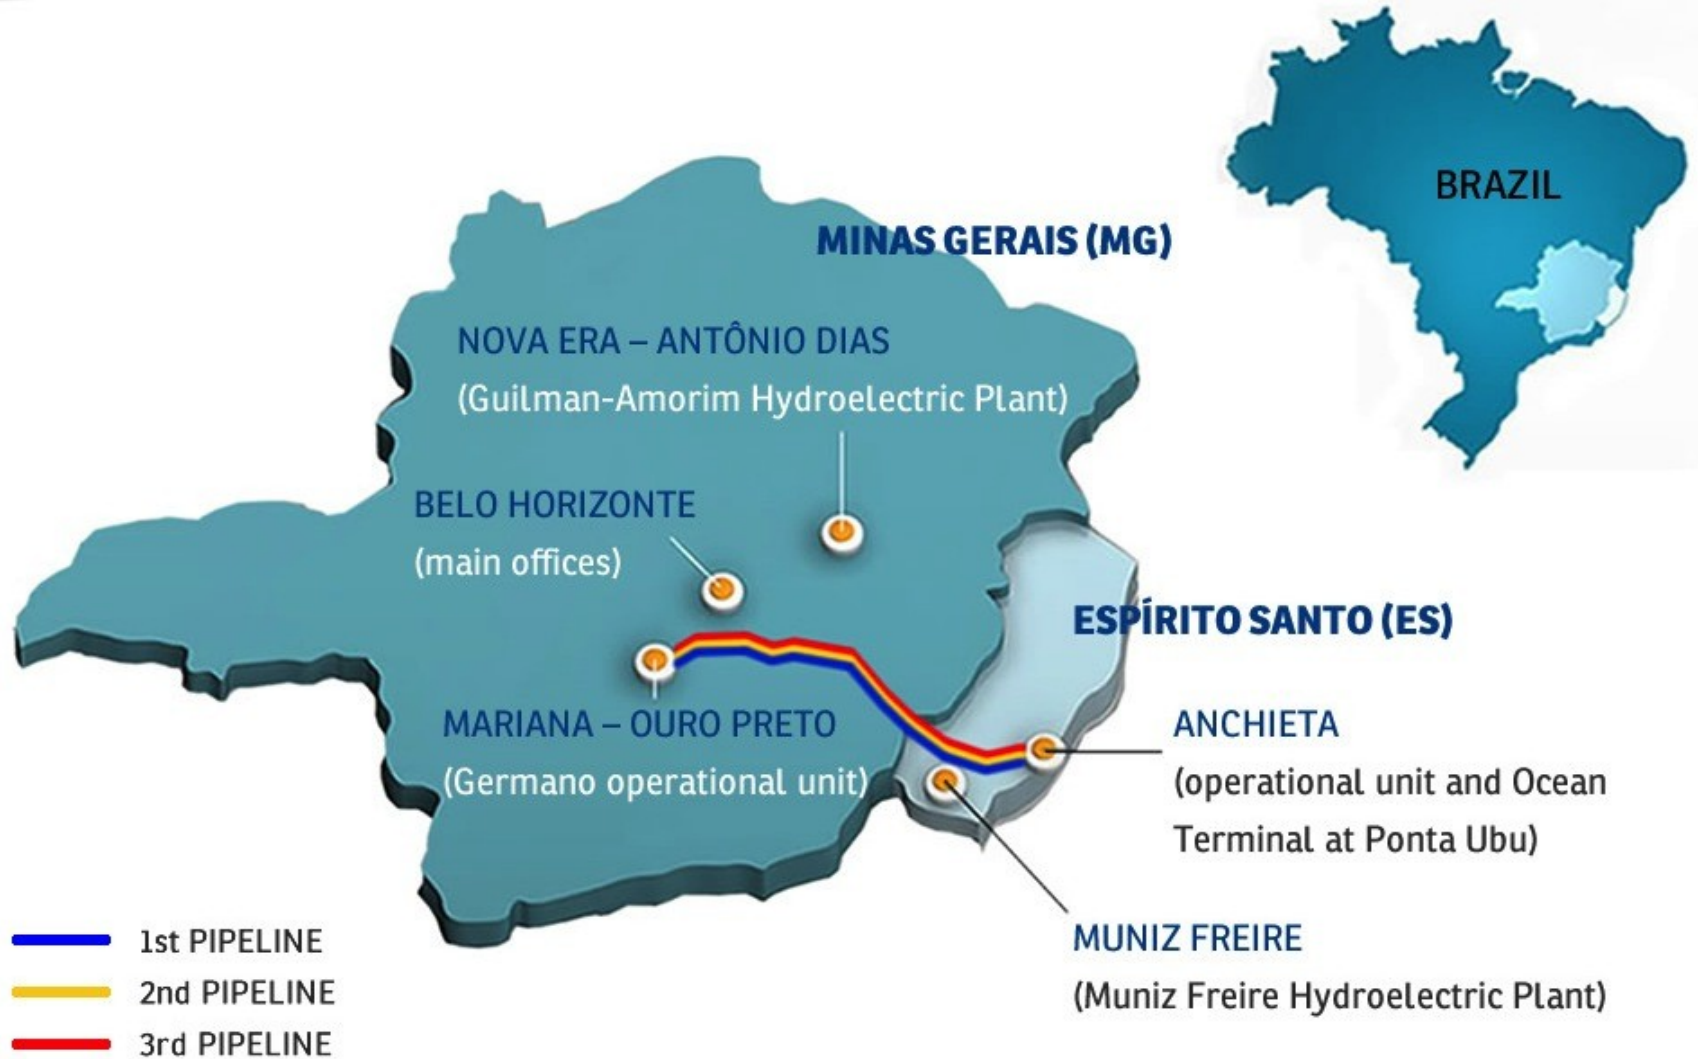 BRAZIL
MINAS GERAIS (MG)
NOVA ERA – ANTÔNIO DIAS
(Guilman-Amorim Hydroelectric Plant)
BELO HORIZONTE
(main offices)
ESPÍRITO SANTO (ES)
MARIANA – OURO PRETO
(Germano operational unit)
ANCHIETA
(operational unit and Ocean
Terminal at Ponta Ubu)
MUNIZ FREIRE
(Muniz Freire Hydroelectric Plant)
1st PIPELINE
2nd PIPELINE
3rd PIPELINE